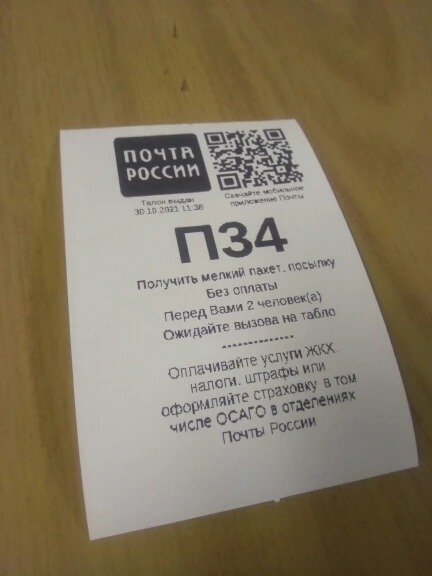 ПОЧТА
РОССИИ
Талон выдан
30.10.2021 11:38
Скачайте мобильное
приложение Почты
П34
Получить мелкий пакет, посылку
Без оплаты
Перед Вами 2 человек(а)
Ожидайте вызова на табло
--------------
Оплачивайте услуги ЖКХ,
налоги, штрафы или
оформляйте страховку, в том
числе ОСАГО в отделениях
Почты России